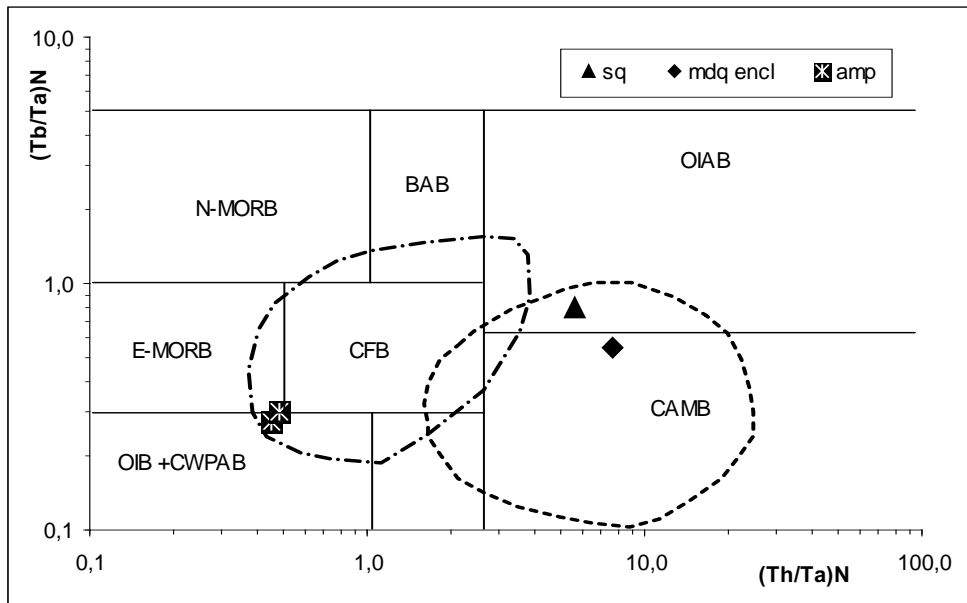 10,0
sq mdq encl amp
(Tb/Ta)N
OIAB
BAB
N-MORB
1,0
E-MORB CFB
CAMB
OIB +CWPAB
0,1
0,1 1,0 10,0 100,0
(Th/Ta)N